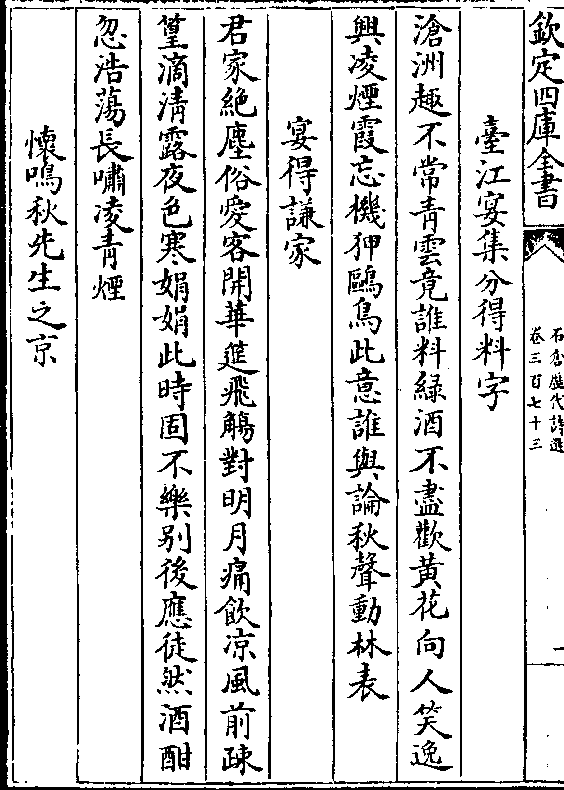 欽定四庫全書
石倉歷代詩選
卷三百七十三
臺江宴集分得料字
滄洲趣不常青雲竟誰料綠酒不盡歡黄花向人笑逸
興凌煙霞忘機狎鷗鳥此意誰與論秋聲動林表
宴得謙家
君家絶塵俗愛客開華筵飛觴對明月痛飲凉風前疎
篁滴清露夜色寒娟娟此時固不樂别後應徒然酒酣
忽浩蕩長嘯凌青煙
懷鳴秋先生之京